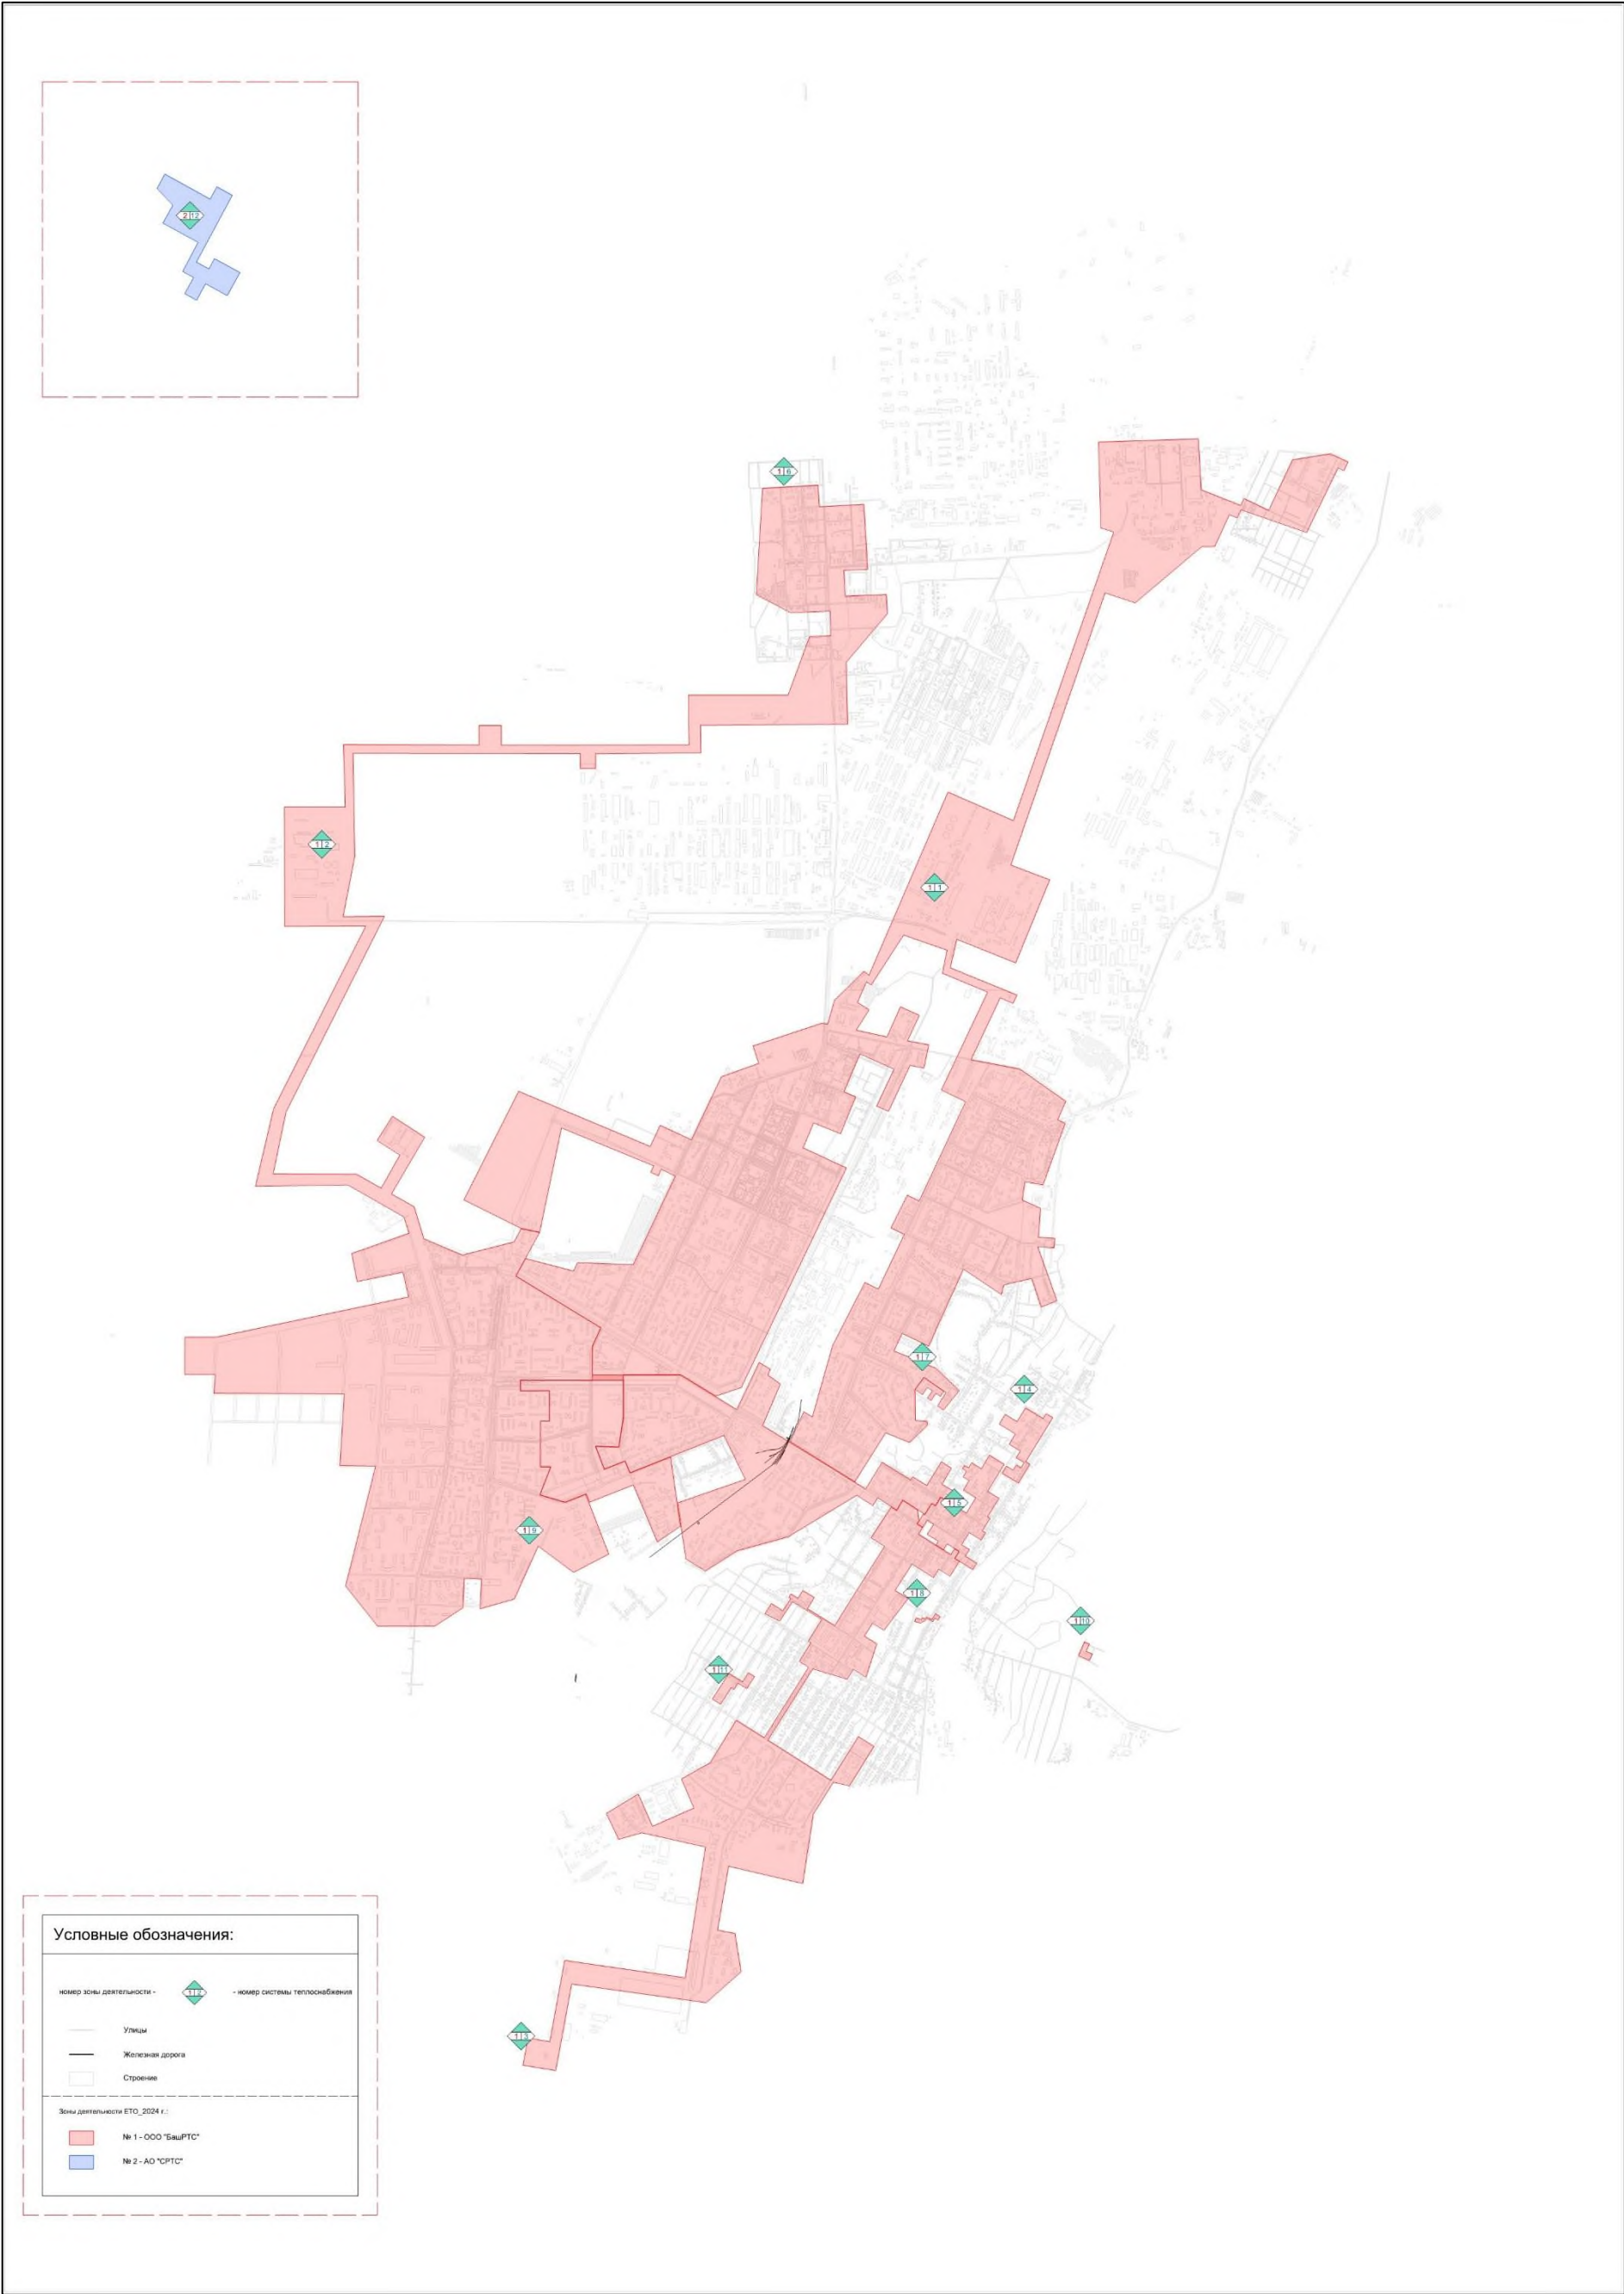 2|12
1|6
1|2
1|1
1|7
1|4
1|5
1|9
1|8
1|10
1|11
1|3
Условные обозначения:
номер зоны деятельности - 1|2 - номер системы теплоснабжения
Улицы
Железная дорога
Строение
Зоны деятельности ЕТО_2024 г.:
№ 1 - ООО "БашРТС"
№ 2 - АО "СРТС"